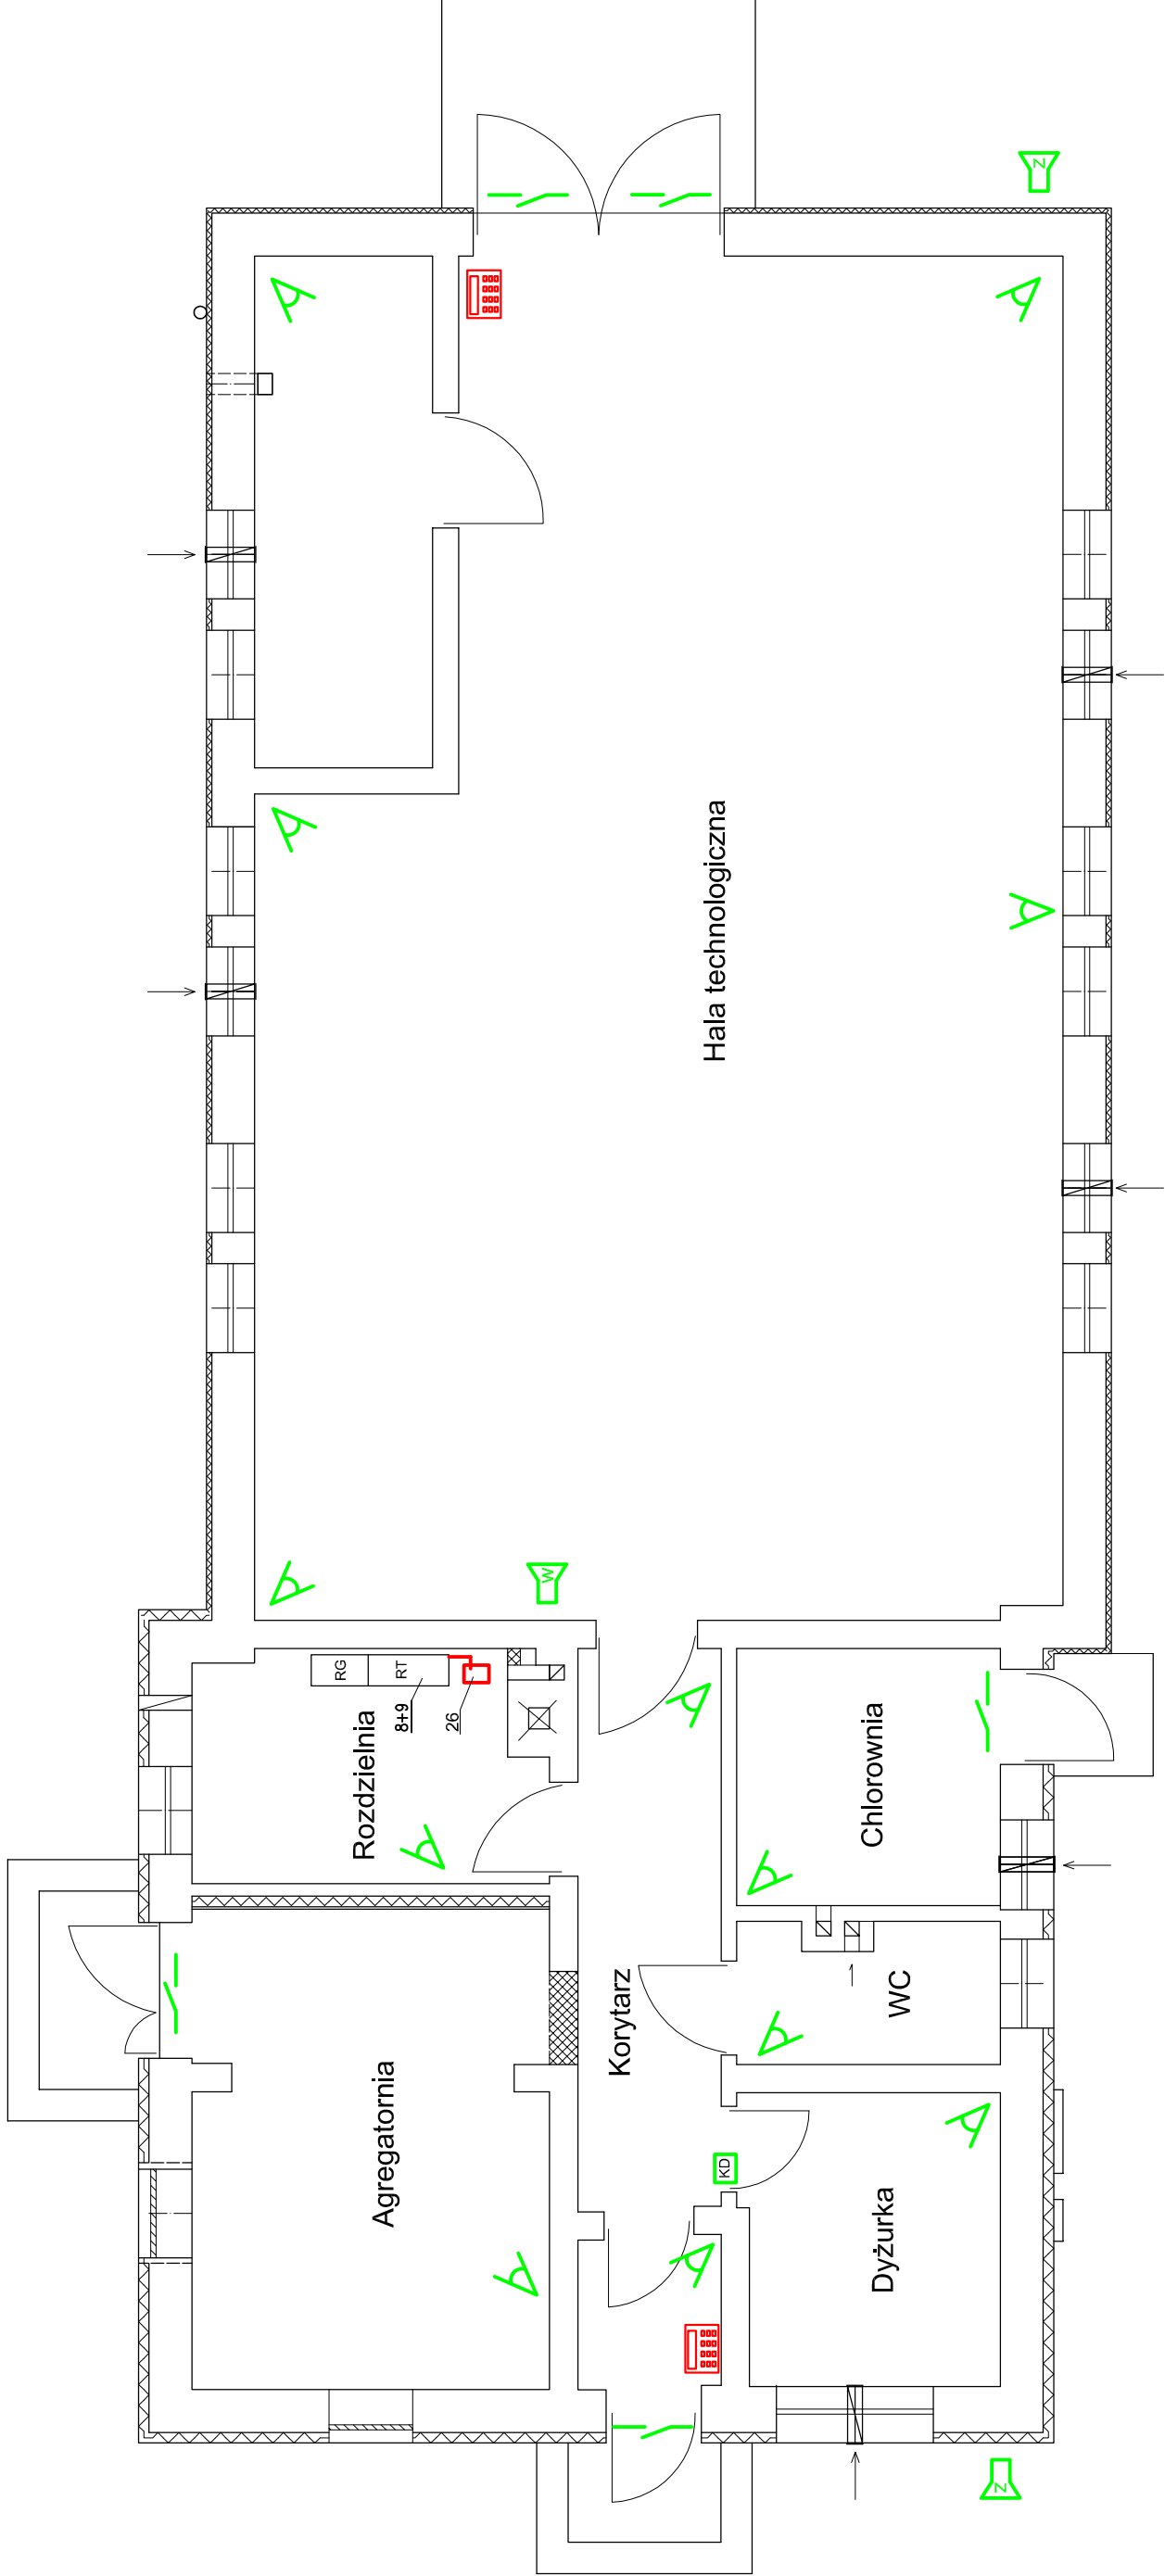 Z
Hala technologiczna
W
RG
RT
8+9
26
Rozdzielnia
Chlorownia
Korytarz
WC
Agregatornia
KD
Dyżurka
Z